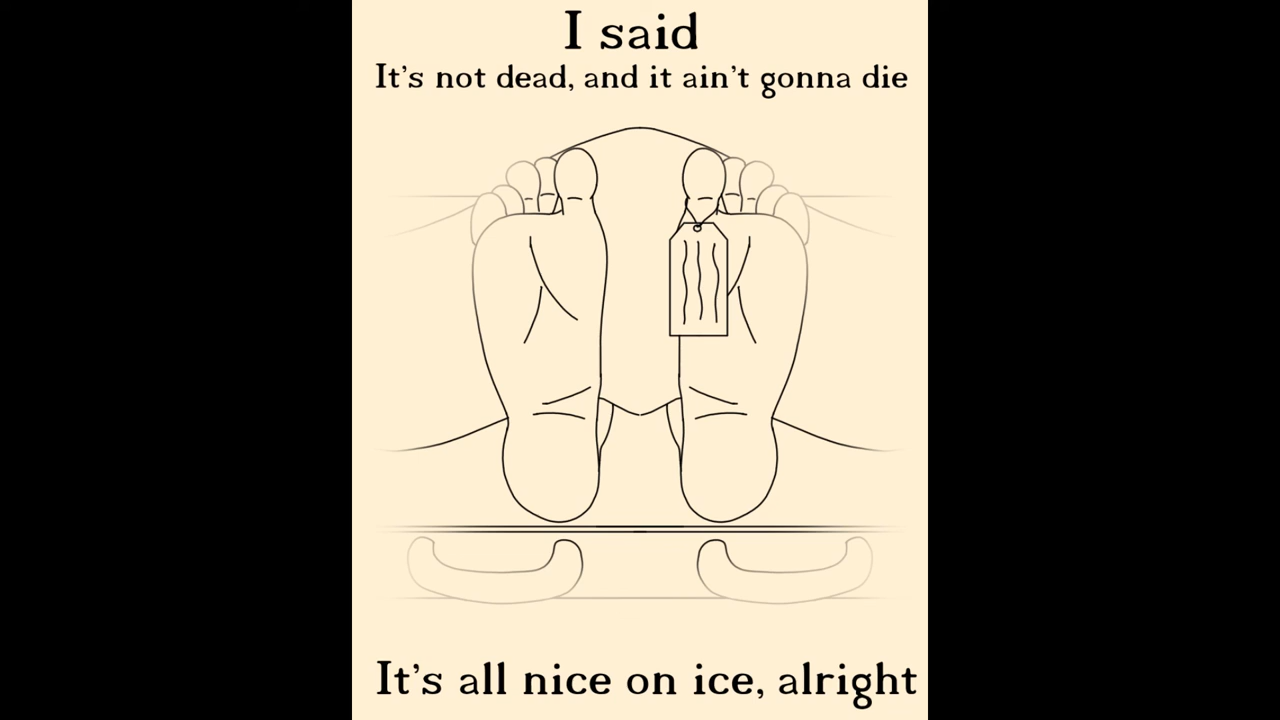 I said
It's not dead, and it ain't gonna die
It's all nice on ice, alright